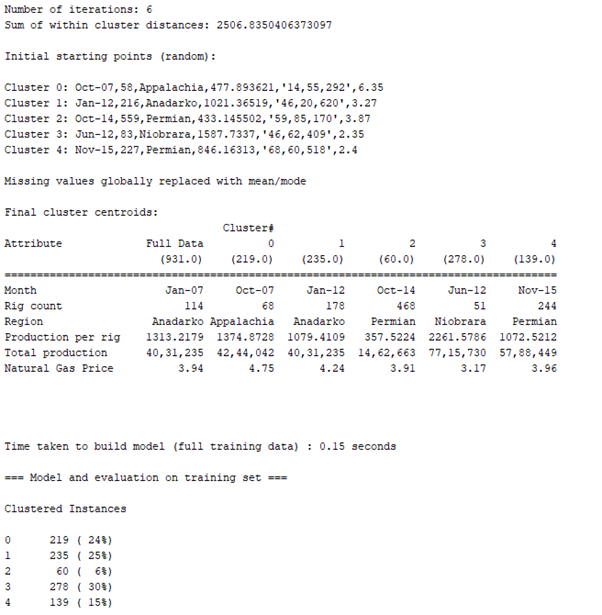 Number of iterations: 6
Sum of within cluster distances: 2506.8350406373097
Initial starting points (random):
Cluster 0: Oct-07,58,Appalachia,477.893621,'14,55,292',6.35
Cluster 1: Jan-12,216,Anadarko,1021.36519,'46,20,620',3.27
Cluster 2: Oct-14,559,Permian,433.145502,'59,85,170',3.87
Cluster 3: Jun-12,83,Niobrara,1587.7337,'46,62,409',2.35
Cluster 4: Nov-15,227,Permian,846.16313,'68,60,518',2.4
Missing values globally replaced with mean/mode
Final cluster centroids:
Cluster#
Attribute Full Data 0 1 2 3 4
(931.0) (219.0) (235.0) (60.0) (278.0) (139.0)
==========================================================================================
Month Jan-07 Oct-07 Jan-12 Oct-14 Jun-12 Nov-15
Rig count 114 68 178 468 51 244
Region Anadarko Appalachia Anadarko Permian Niobrara Permian
Production per rig 1313.2179 1374.8728 1079.4109 357.5224 2261.5786 1072.5212
Total production 40,31,235 42,44,042 40,31,235 14,62,663 77,15,730 57,88,449
Natural Gas Price 3.94 4.75 4.24 3.91 3.17 3.96
Time taken to build model (full training data) : 0.15 seconds
=== Model and evaluation on training set ===
Clustered Instances
0 219 ( 24%)
1 235 ( 25%)
2 60 ( 6%)
3 278 ( 30%)
4 139 ( 15%)